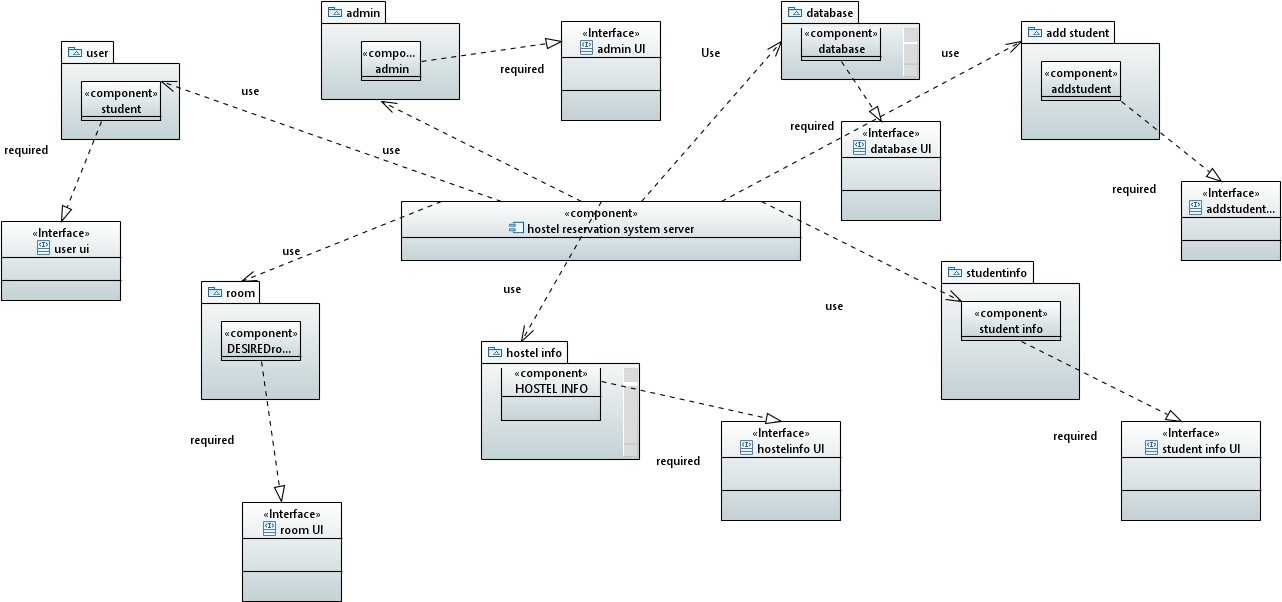 admin
«compo...
admin
«Interface»
admin UI
required
database
«component»
database
Use
use
add student
«component»
addstudent
user
«component»
student
use
required
required
«Interface»
database UI
use
required
«Interface»
addstudent...
«Interface»
user ui
«component»
hostel reservation system server
use
room
«component»
DESIREDro...
use
hostel info
«component»
HOSTEL INFO
use
studentinfo
«component»
student info
required
required
«Interface»
hostelinfo UI
required
«Interface»
student info UI
«Interface»
room UI